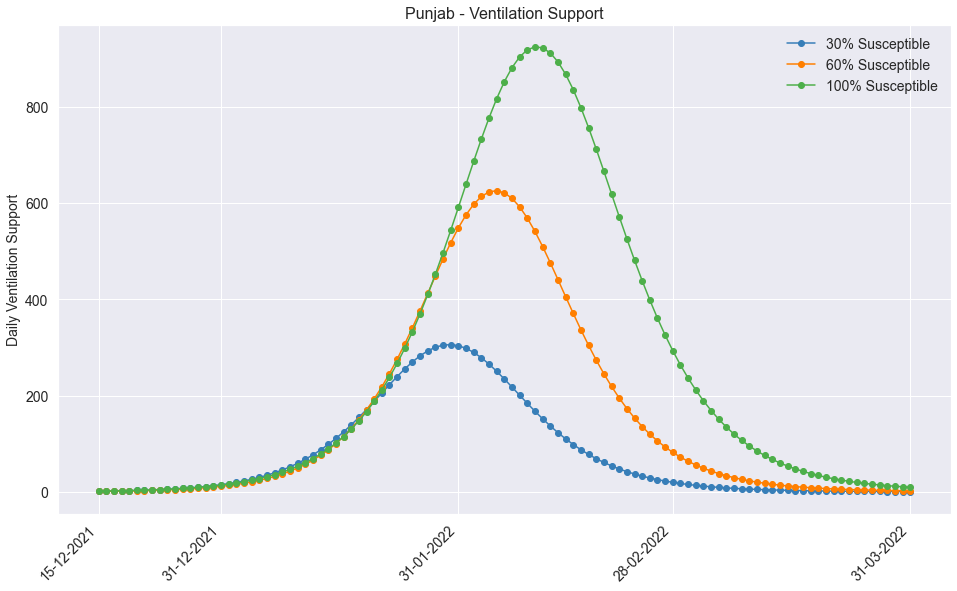 Punjab - Ventilation Support
30% Susceptible
60% Susceptible
100% Susceptible
Daily Ventilation Support
800
600
400
200
0
15-12-2021
31-12-2021
31-01-2022
28-02-2022
31-03-2022